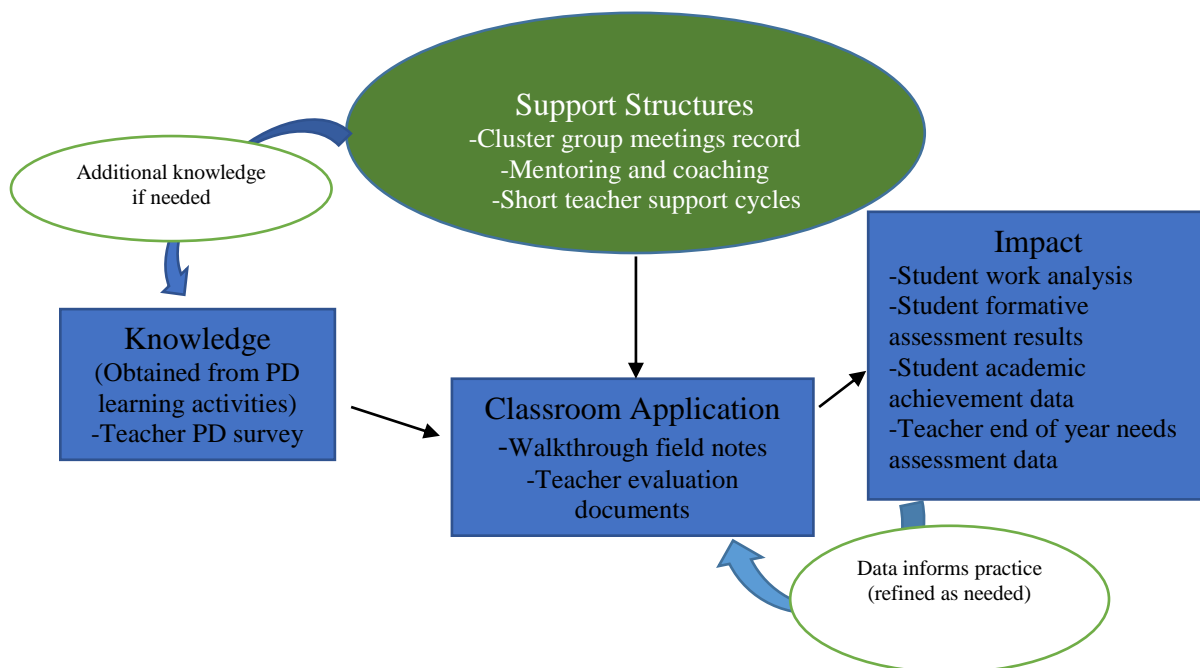 Support Structures
-Cluster group meetings record
-Mentoring and coaching
-Short teacher support cycles
Additional knowledge
if needed
Knowledge
(Obtained from PD
learning activities)
-Teacher PD survey
Classroom Application
-Walkthrough field notes
-Teacher evaluation
documents
Impact
-Student work analysis
-Student formative
assessment results
-Student academic
achievement data
-Teacher end of year needs
assessment data
Data informs practice
(refined as needed)